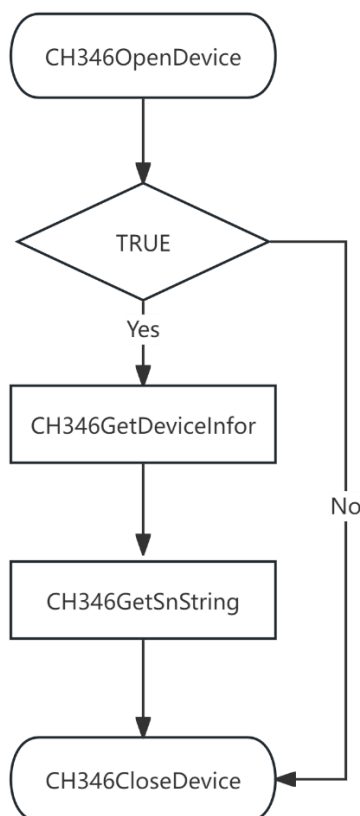 CH346OpenDevice
TRUE
Yes
CH346GetDeviceInfor
No
CH346GetSnString
CH346CloseDevice